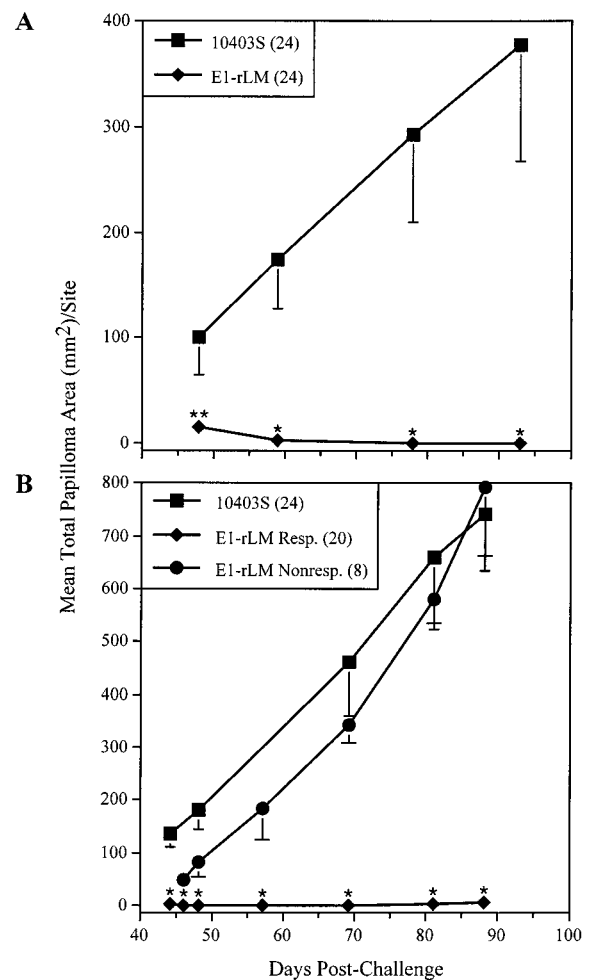 A
10403S (24)
E1-rLM (24)
400
300
200
100
0
**
*
*
*
Mean Total Papilloma Area (mm²)/Site
B
10403S (24)
E1-rLM Resp. (20)
E1-rLM Nonresp. (8)
800
700
600
500
400
300
200
100
0
* * * * * * *
40 50 60 70 80 90 100
Days Post-Challenge